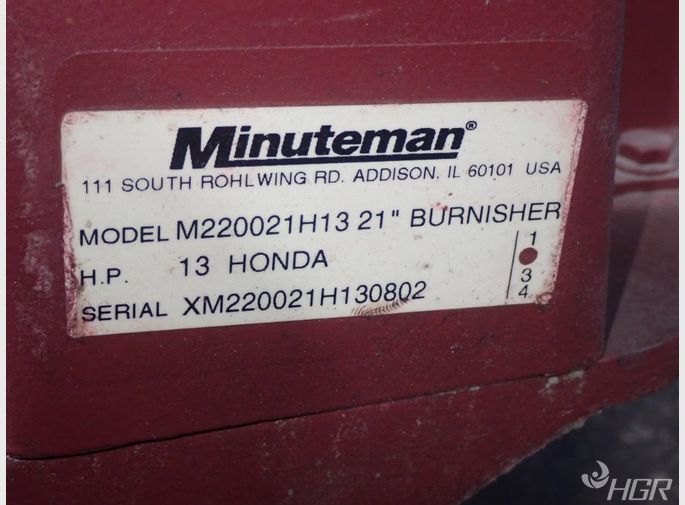 Minuteman®
111 SOUTH ROHLWING RD. ADDISON, IL 60101 USA
MODEL M220021H13 21" BURNISHER
H.P. 13 HONDA
SERIAL XM220021H130802
1
3
4
HGR